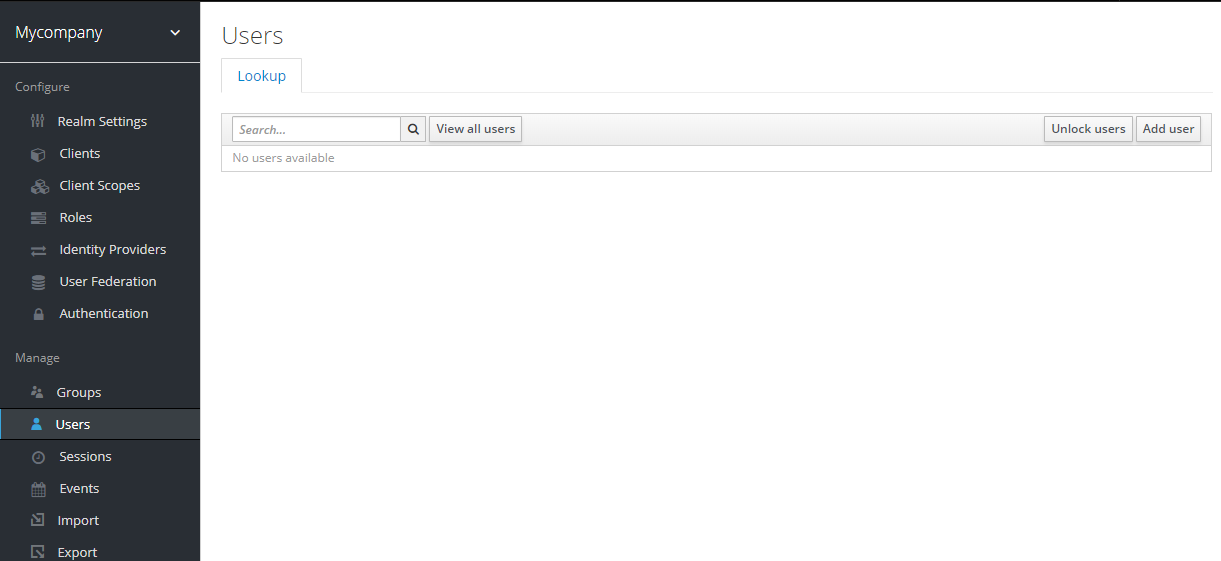 Mycompany
Configure
Realm Settings
Clients
Client Scopes
Roles
Identity Providers
User Federation
Authentication
Manage
Groups
Users
Sessions
Events
Import
Export
Users
Lookup
Search... View all users Unlock users Add user
No users available